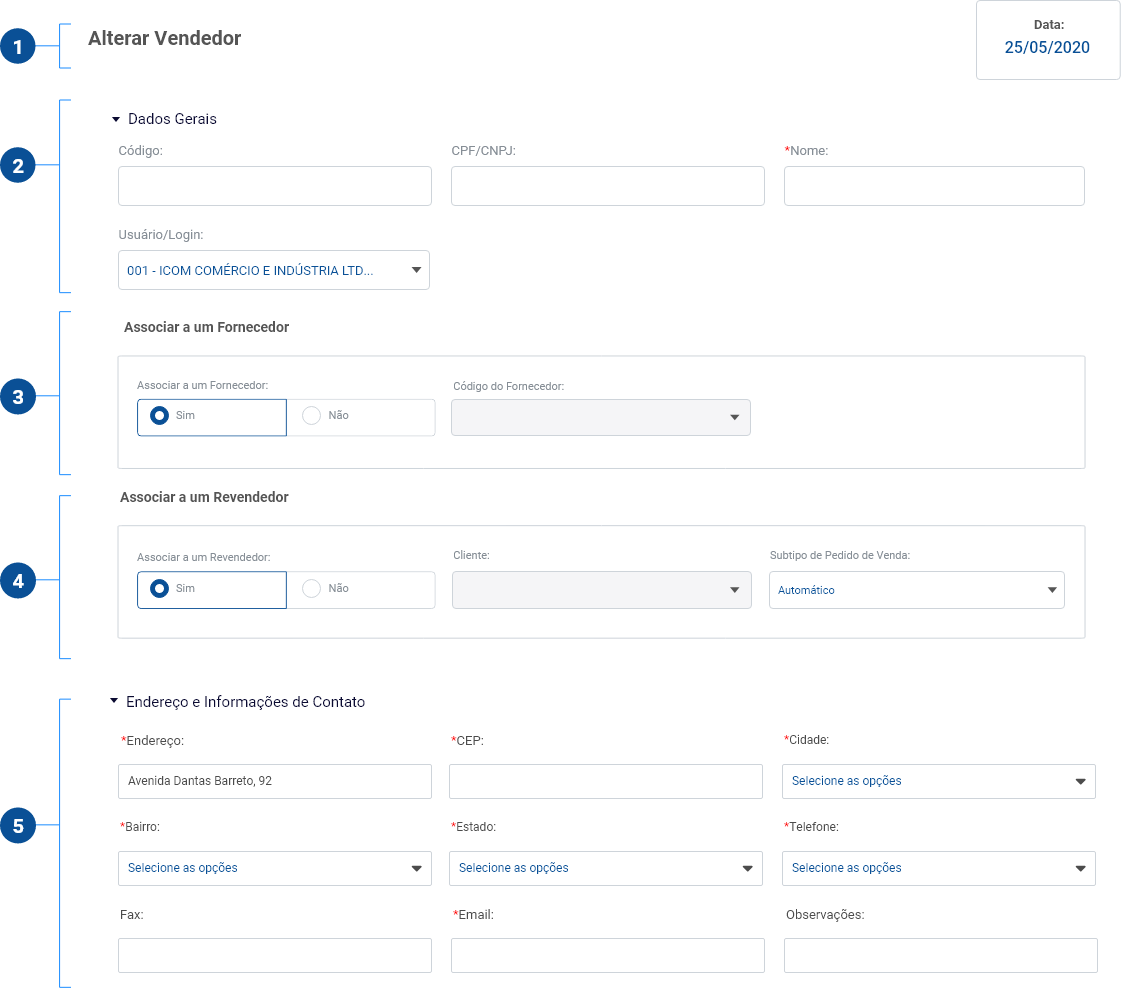 1
Alterar Vendedor
Data:
25/05/2020
2
Dados Gerais
Código:
CPF/CNPJ:
*Nome:
Usuário/Login:
001 - ICOM COMÉRCIO E INDÚSTRIA LTD...
3
Associar a um Fornecedor
Associar a um Fornecedor:
Código do Fornecedor:
Sim
Não
4
Associar a um Revendedor
Associar a um Revendedor:
Cliente:
Subtipo de Pedido de Venda:
Sim
Não
Automático
5
Endereço e Informações de Contato
*Endereço:
*CEP:
*Cidade:
Avenida Dantas Barreto, 92
Selecione as opções
*Bairro:
*Estado:
*Telefone:
Selecione as opções
Selecione as opções
Selecione as opções
Fax:
*Email:
Observações: